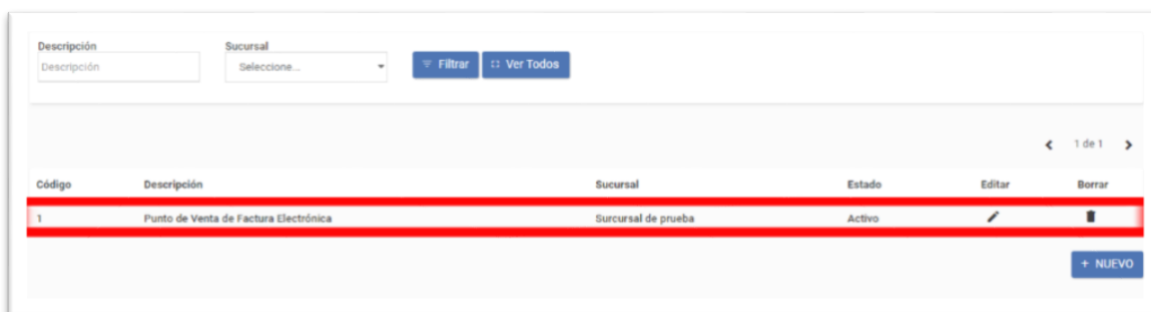 Descripción Sucursal
Descripción Seleccione... Filtrar Ver Todos
1 de 1
Código Descripción Sucursal Estado Editar Borrar
1 Punto de Venta de Factura Electrónica Surcursal de prueba Activo
+ NUEVO